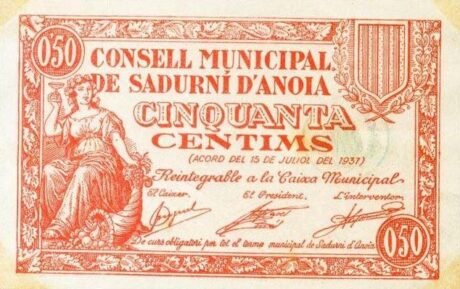 0'50
CONSELL MUNICIPAL
DE SADURNÍ D'ANOIA
CINQUANTA
CENTIMS
(ACORD DEL 15 DE JULIOL DEL 1937)
Reintegrable a la Caixa Municipal
El Caixer,
El President,
L'interventor,
De curs obligatori per tot el terme municipal de Sadurní d'Anoia
0'50